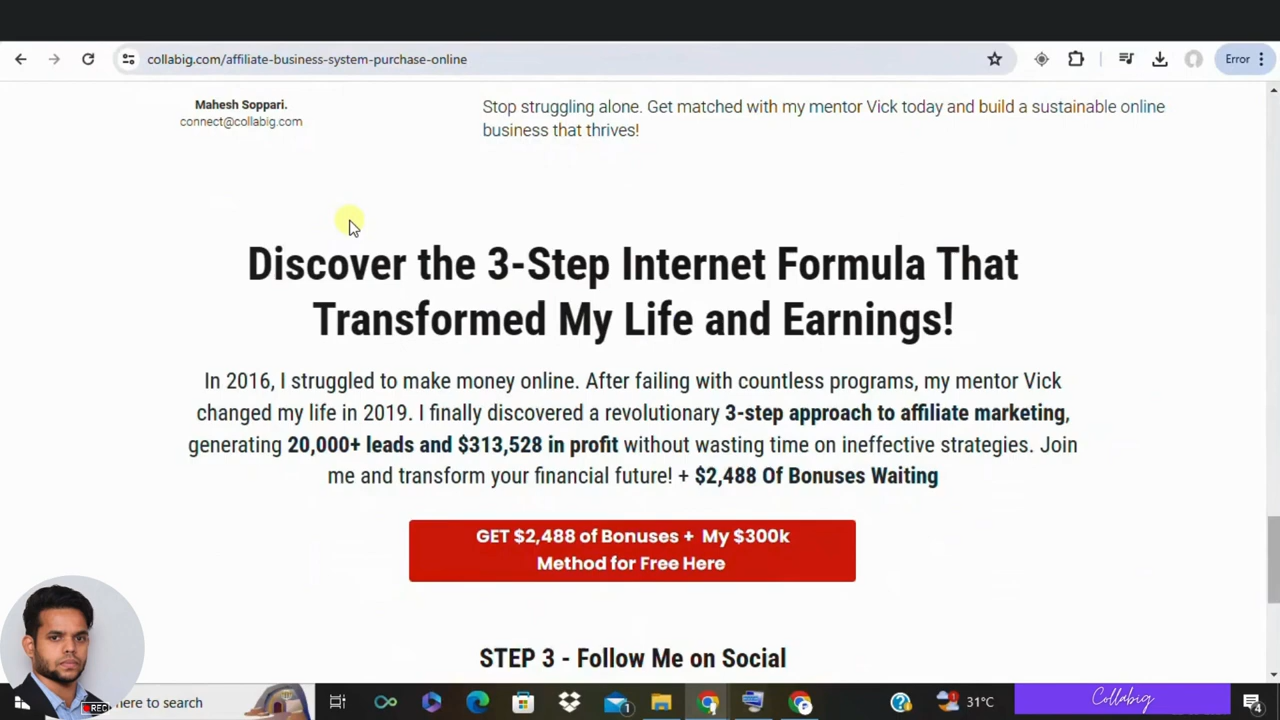 collabig.com/affiliate-business-system-purchase-online
Error
Mahesh Soppari.
connect@collabig.com
Stop struggling alone. Get matched with my mentor Vick today and build a sustainable online
business that thrives!
Discover the 3-Step Internet Formula That
Transformed My Life and Earnings!
In 2016, I struggled to make money online. After failing with countless programs, my mentor Vick
changed my life in 2019. I finally discovered a revolutionary 3-step approach to affiliate marketing,
generating 20,000+ leads and $313,528 in profit without wasting time on ineffective strategies. Join
me and transform your financial future! + $2,488 Of Bonuses Waiting
GET $2,488 of Bonuses + My $300k
Method for Free Here
STEP 3 - Follow Me on Social
REC
here to search
1
31°C
Collabig
4